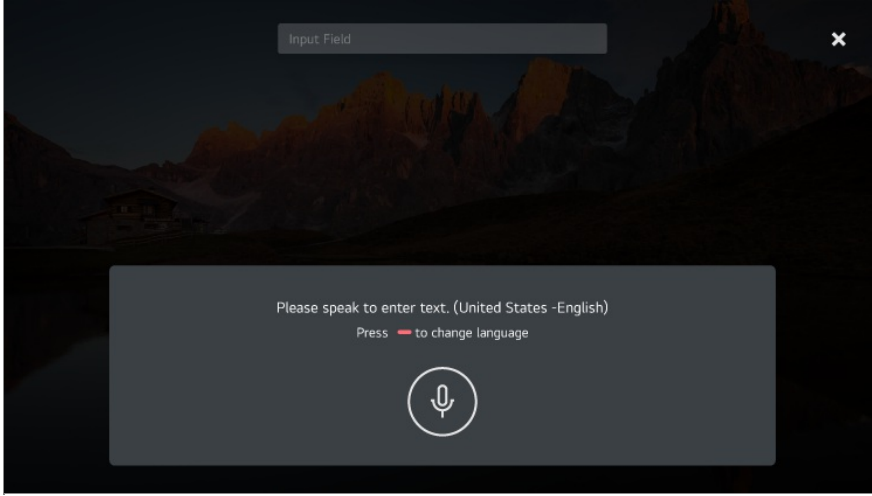 Input Field
Please speak to enter text. (United States -English)
Press to change language